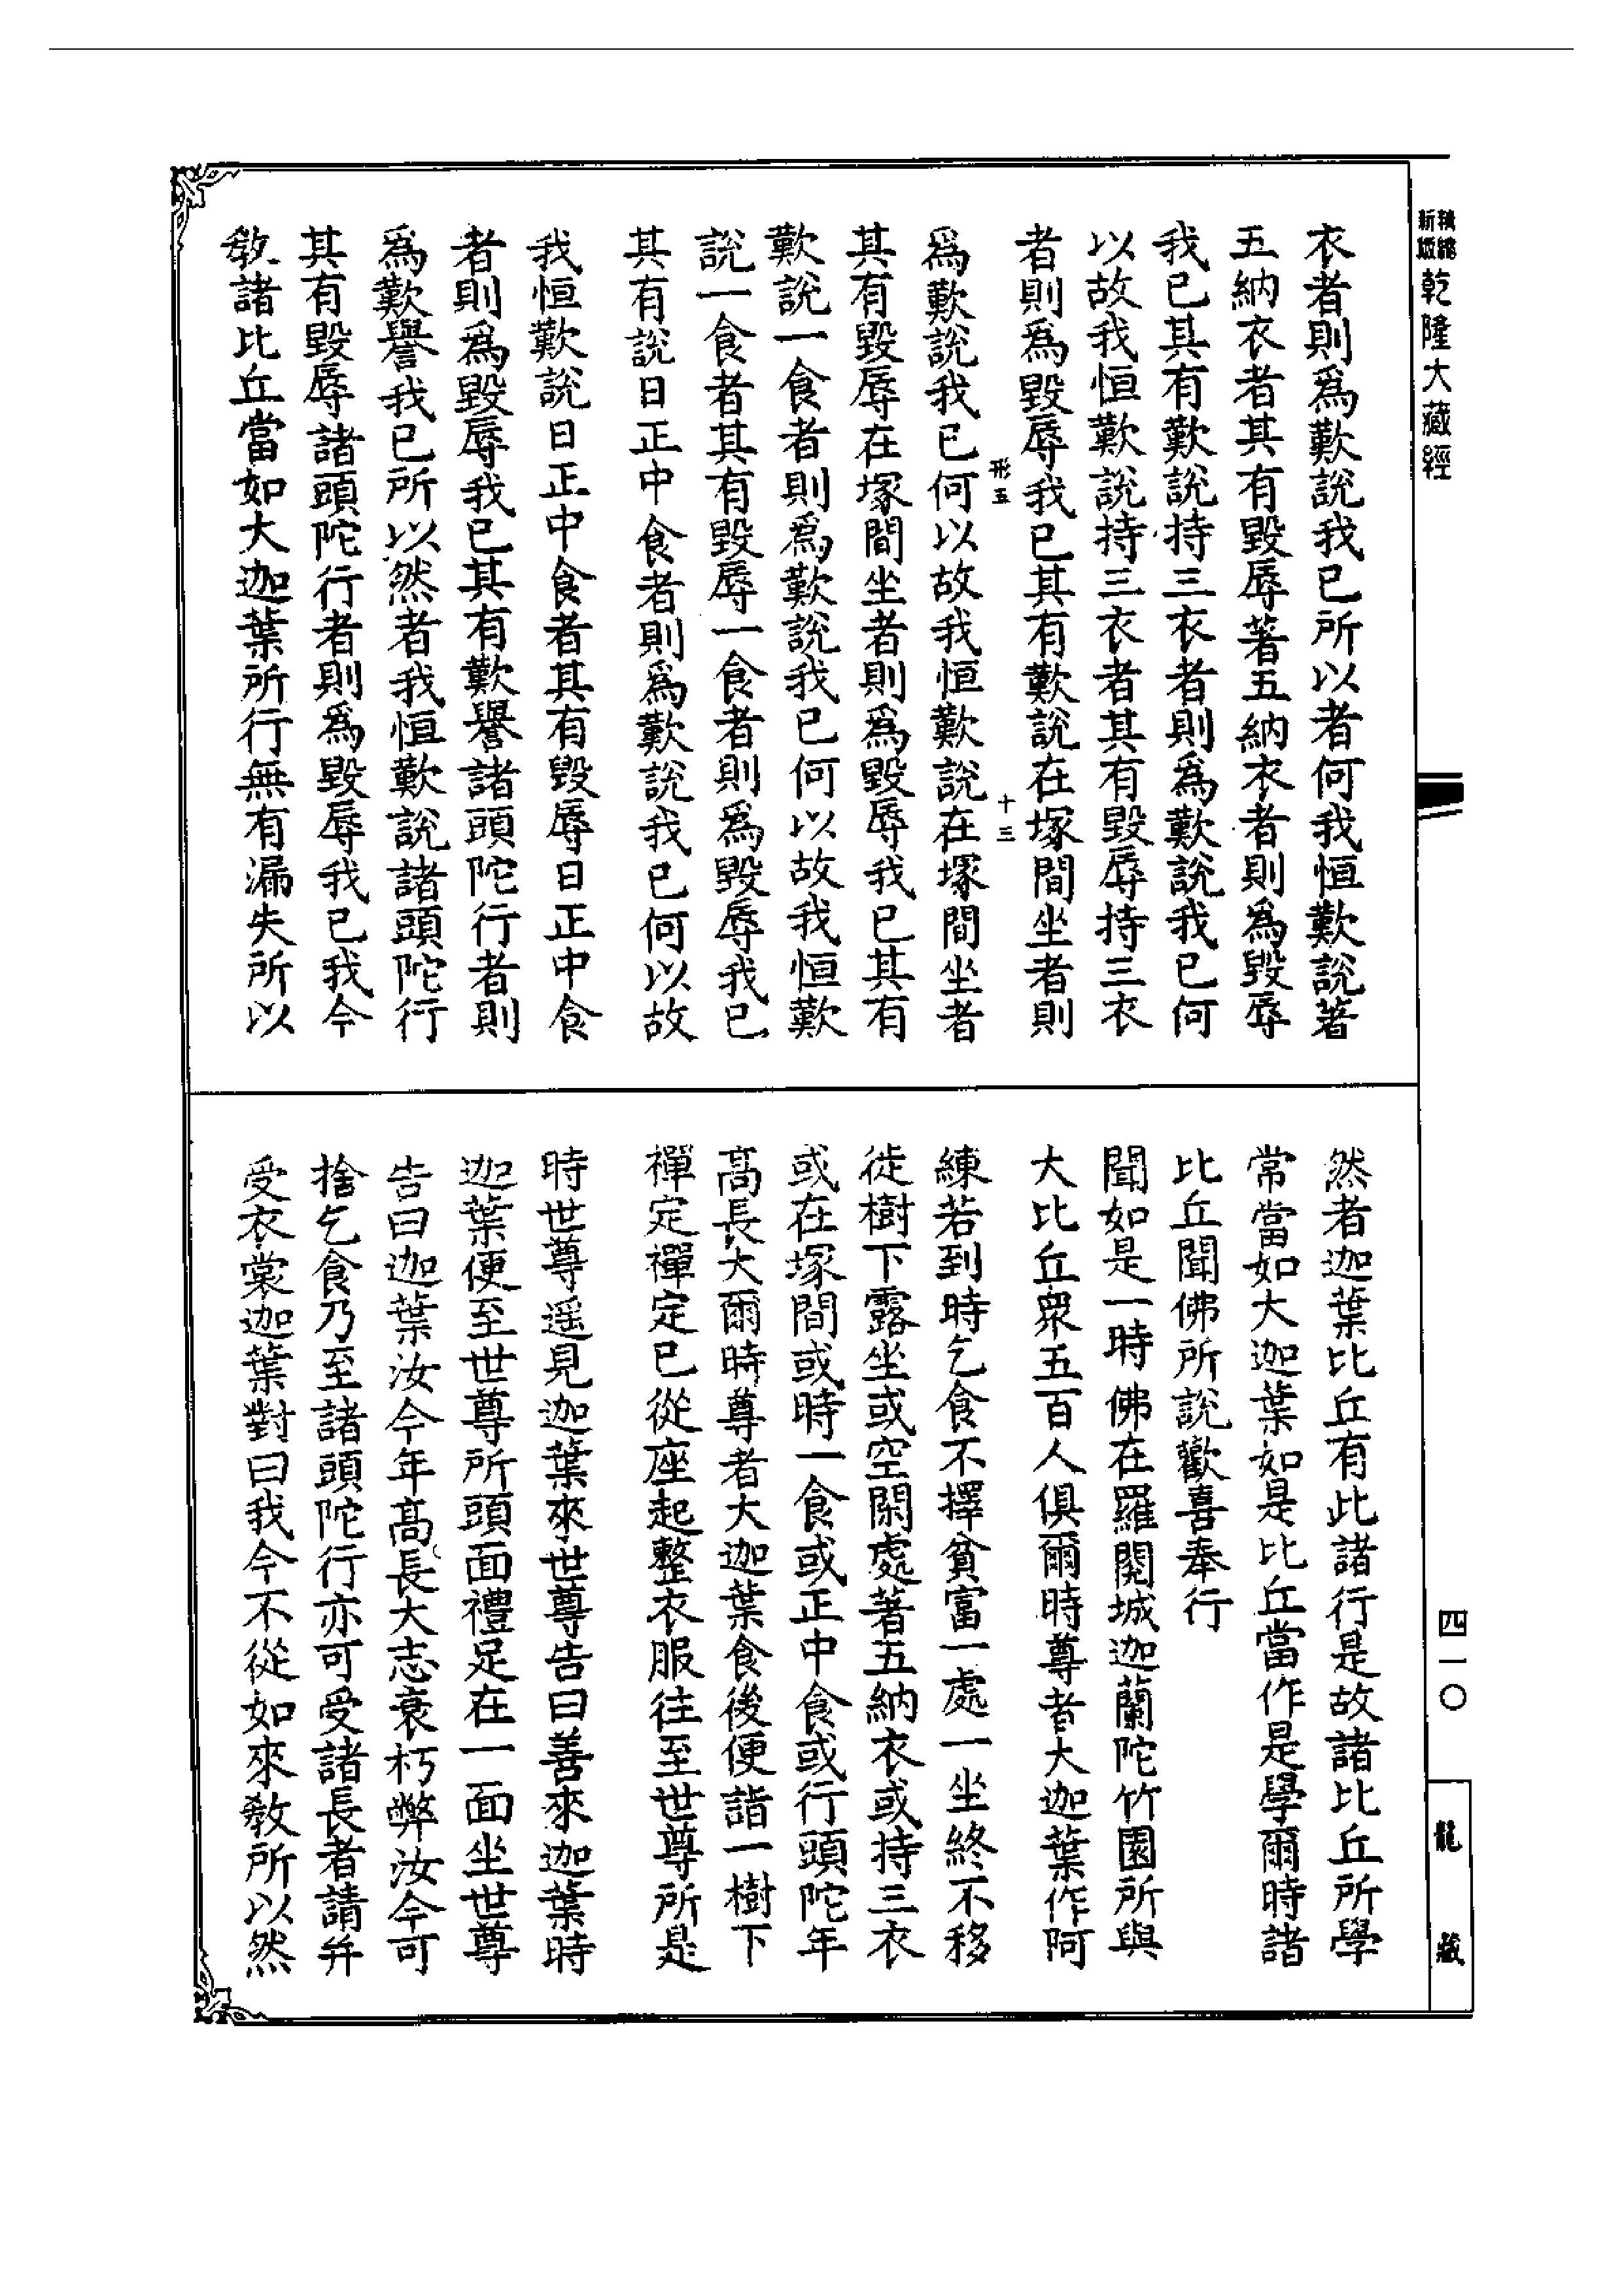 新編縮版乾隆大藏經
衣者則爲歎說我已所以者何我恒歎說著
五納衣者其有毀辱著五納衣者則爲毀辱
我已其有歎說持三衣者則爲歎說我已何
以故我恒歎說持三衣者其有毀辱持三衣
者則爲毀辱我已其有歎說在塚間坐者則
形五
十三
爲歎說我已何以故我恒歎說在塚間坐者
其有毀辱在塚間坐者則爲毀辱我已其有
歎說一食者則爲歎說我已何以故我恒歎
說一食者其有毀辱一食者則爲毀辱我已
其有說日正中食者則爲歎說我已何以故
我恒歎說日正中食者其有毀辱日正中食
者則爲毀辱我已其有歎譽諸頭陀行者則
爲歎譽我已所以然者我恒歎說諸頭陀行
其有毀辱諸頭陀行者則爲毀辱我已我今
教諸比丘當如大迦葉所行無有漏失所以
然者迦葉比丘有此諸行是故諸比丘所學
常當如大迦葉如是比丘當作是學爾時諸
比丘聞佛所說歡喜奉行
聞如是一時佛在羅閱城迦蘭陀竹園所與
大比丘衆五百人俱爾時尊者大迦葉作阿
練若到時乞食不擇貧富一處一坐終不移
徙樹下露坐或空閑處著五納衣或持三衣
或在塚間或時一食或正中食或行頭陀年
高長大爾時尊者大迦葉食後便詣一樹下
禪定禪定已從座起整衣服往至世尊所是
時世尊遥見迦葉來世尊告曰善來迦葉時
迦葉便至世尊所頭面禮足在一面坐世尊
告曰迦葉汝今年高長大志衰朽弊汝今可
捨乞食乃至諸頭陀行亦可受諸長者請并
受衣裳迦葉對曰我今不從如來教所以然
四一〇
龍藏